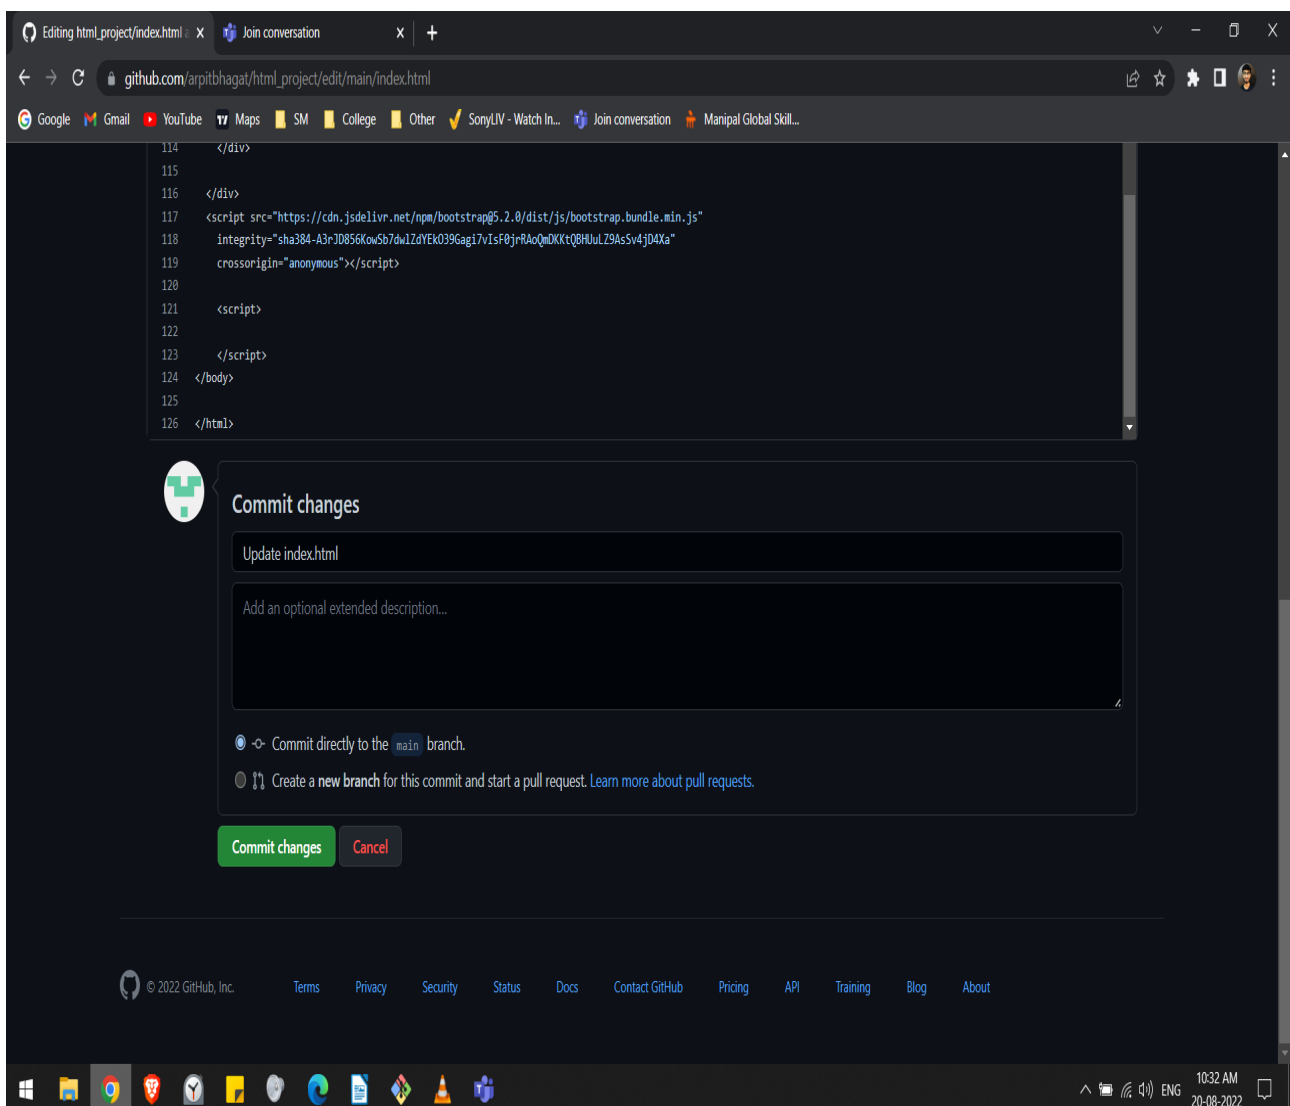 Editing html_project/index.html a
Join conversation
github.com/arpitbhagat/html_project/edit/main/index.html
Google Gmail YouTube Maps SM College Other SonyLIV - Watch In... Join conversation Manipal Global Skill...
114 </div>
115
116 </div>
117 <script src="https://cdn.jsdelivr.net/npm/bootstrap@5.2.0/dist/js/bootstrap.bundle.min.js"
118 integrity="sha384-A3rJD856KowSb7dwlZdYEkO39Gagi7vIsF0jrRAoQmDKKtQBHUuLZ9AsSv4jD4Xa"
119 crossorigin="anonymous"></script>
120
121 <script>
122
123 </script>
124 </body>
125
126 </html>
Commit changes
Update index.html
Add an optional extended description...
Commit directly to the main branch.
Create a new branch for this commit and start a pull request. Learn more about pull requests.
Commit changes Cancel
© 2022 GitHub, Inc. Terms Privacy Security Status Docs Contact GitHub Pricing API Training Blog About
ENG
10:32 AM
20-08-2022